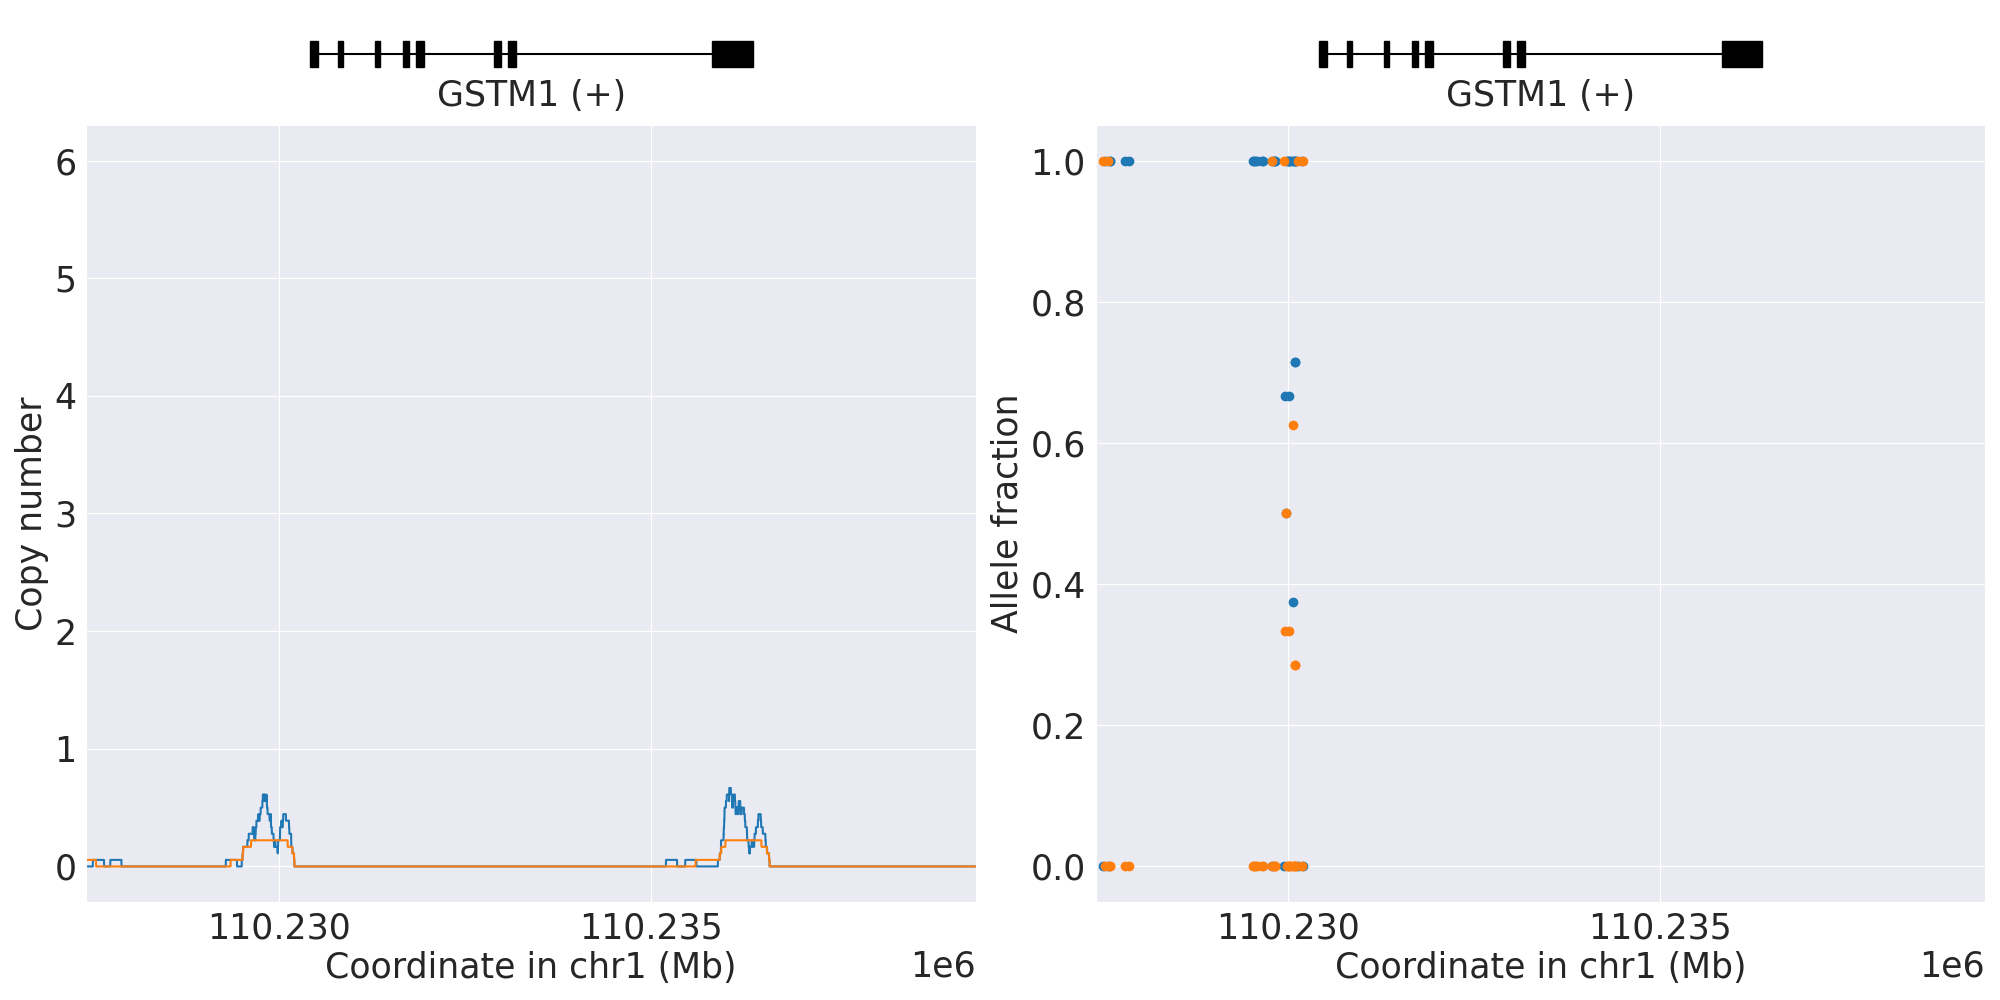 GSTM1 (+)
6
5
4
3
2
1
0
Copy number
110.230
110.235
Coordinate in chr1 (Mb)
1e6
GSTM1 (+)
1.0
0.8
0.6
0.4
0.2
0.0
Allele fraction
110.230
110.235
Coordinate in chr1 (Mb)
1e6